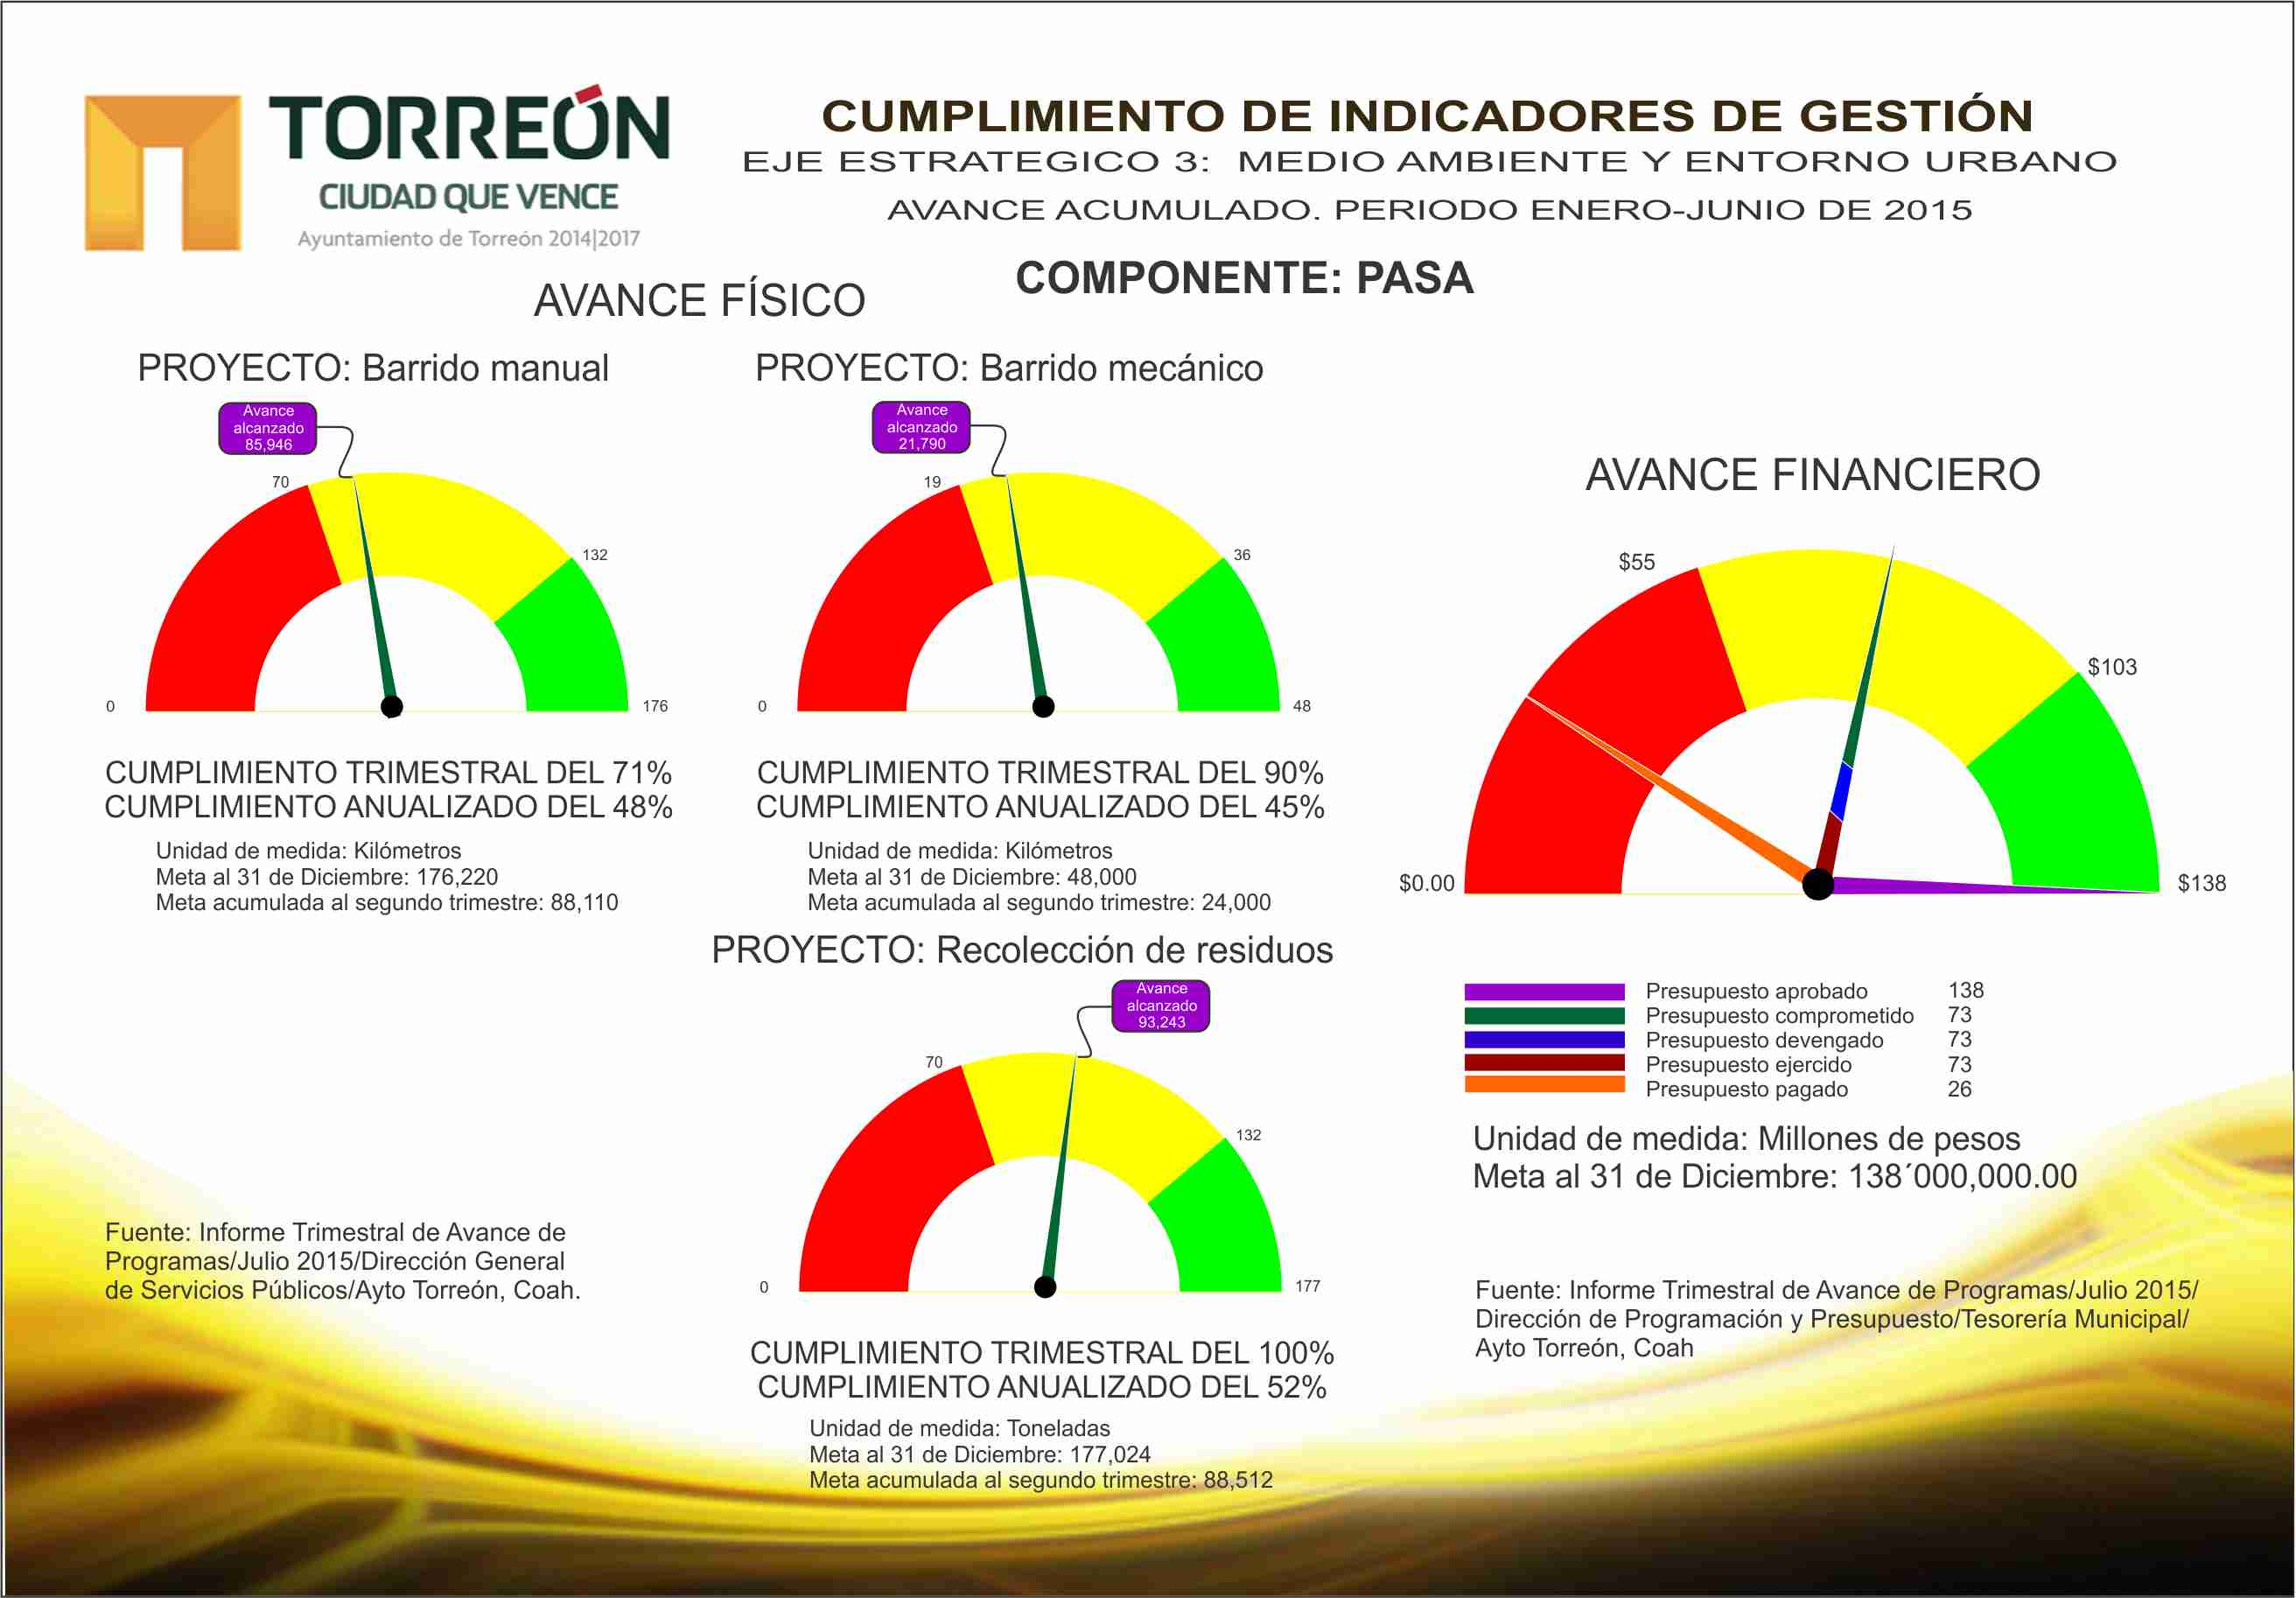 TORREÓN
CIUDAD QUE VENCE
Ayuntamiento de Torreón 2014|2017
CUMPLIMIENTO DE INDICADORES DE GESTIÓN
EJE ESTRATEGICO 3: MEDIO AMBIENTE Y ENTORNO URBANO
AVANCE ACUMULADO. PERIODO ENERO-JUNIO DE 2015
COMPONENTE: PASA
AVANCE FÍSICO
PROYECTO: Barrido manual
Avance
alcanzado
85,946
70
132
0
176
CUMPLIMIENTO TRIMESTRAL DEL 71%
CUMPLIMIENTO ANUALIZADO DEL 48%
Unidad de medida: Kilómetros
Meta al 31 de Diciembre: 176,220
Meta acumulada al segundo trimestre: 88,110
PROYECTO: Barrido mecánico
Avance
alcanzado
21,790
19
36
0
48
CUMPLIMIENTO TRIMESTRAL DEL 90%
CUMPLIMIENTO ANUALIZADO DEL 45%
Unidad de medida: Kilómetros
Meta al 31 de Diciembre: 48,000
Meta acumulada al segundo trimestre: 24,000
PROYECTO: Recolección de residuos
Avance
alcanzado
93,243
70
132
0
177
CUMPLIMIENTO TRIMESTRAL DEL 100%
CUMPLIMIENTO ANUALIZADO DEL 52%
Unidad de medida: Toneladas
Meta al 31 de Diciembre: 177,024
Meta acumulada al segundo trimestre: 88,512
Fuente: Informe Trimestral de Avance de
Programas/Julio 2015/Dirección General
de Servicios Públicos/Ayto Torreón, Coah.
AVANCE FINANCIERO
$55
$103
$0.00
$138
Presupuesto aprobado 138
Presupuesto comprometido 73
Presupuesto devengado 73
Presupuesto ejercido 73
Presupuesto pagado 26
Unidad de medida: Millones de pesos
Meta al 31 de Diciembre: 138´000,000.00
Fuente: Informe Trimestral de Avance de Programas/Julio 2015/
Dirección de Programación y Presupuesto/Tesorería Municipal/
Ayto Torreón, Coah